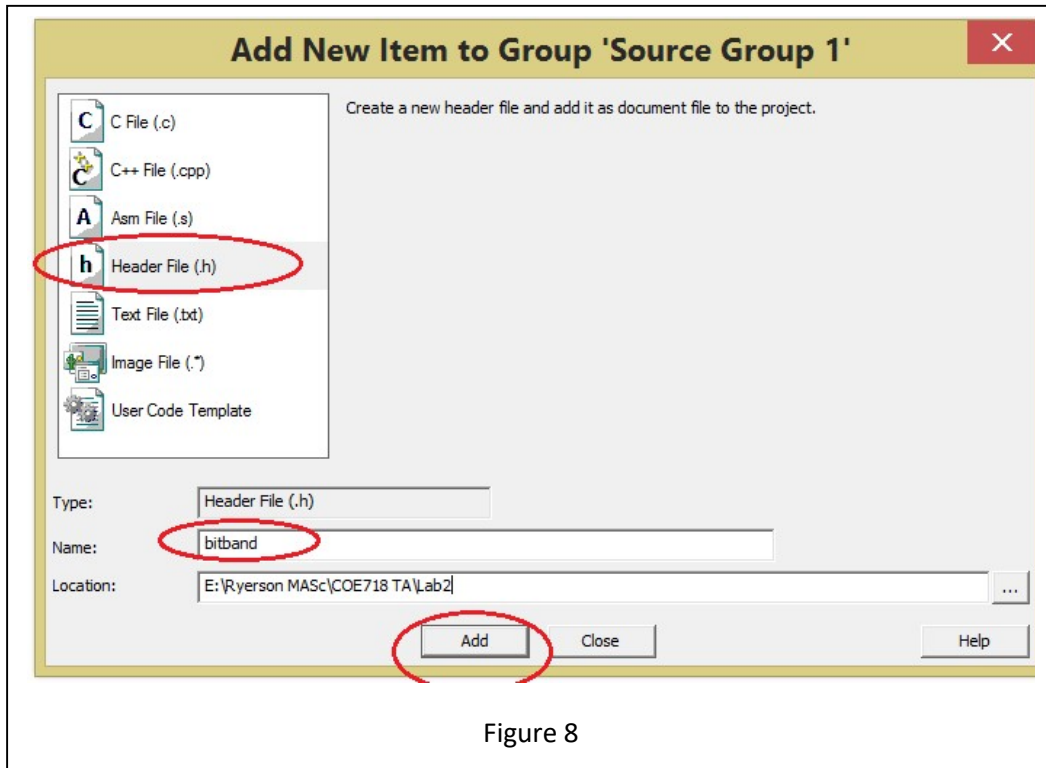 Add New Item to Group 'Source Group 1'
C File (.c)
Create a new header file and add it as document file to the project.
C++ File (.cpp)
Asm File (.s)
Header File (.h)
Text File (.txt)
Image File (.*)
User Code Template
Type: Header File (.h)
Name: bitband
Location: E:\Ryerson MASc\COE718 TA\Lab2 ...
Add Close Help
Figure 8